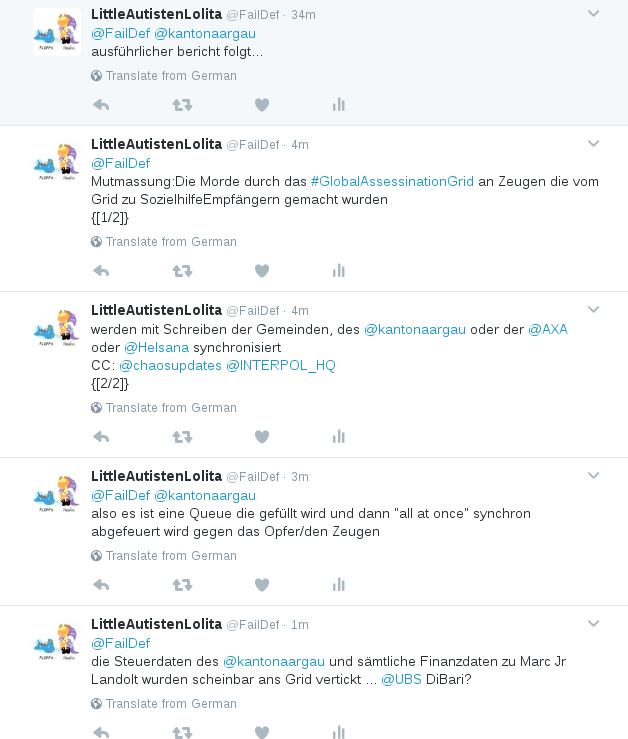 LittleAutistenLolita @FailDef · 34m
@FailDef @kantonaargau
ausführlicher bericht folgt...
Translate from German
LittleAutistenLolita @FailDef · 4m
@FailDef
Mutmassung:Die Morde durch das #GlobalAssessinationGrid an Zeugen die vom
Grid zu SozielhilfeEmpfängern gemacht wurden
{[1/2]}
Translate from German
LittleAutistenLolita @FailDef · 4m
werden mit Schreiben der Gemeinden, des @kantonaargau oder der @AXA
oder @Helsana synchronisiert
CC: @chaosupdates @INTERPOL_HQ
{[2/2]}
Translate from German
LittleAutistenLolita @FailDef · 3m
@FailDef @kantonaargau
also es ist eine Queue die gefüllt wird und dann "all at once" synchron
abgefeuert wird gegen das Opfer/den Zeugen
Translate from German
LittleAutistenLolita @FailDef · 1m
@FailDef
die Steuerdaten des @kantonaargau und sämtliche Finanzdaten zu Marc Jr
Landolt wurden scheinbar ans Grid vertickt ... @UBS DiBari?
Translate from German